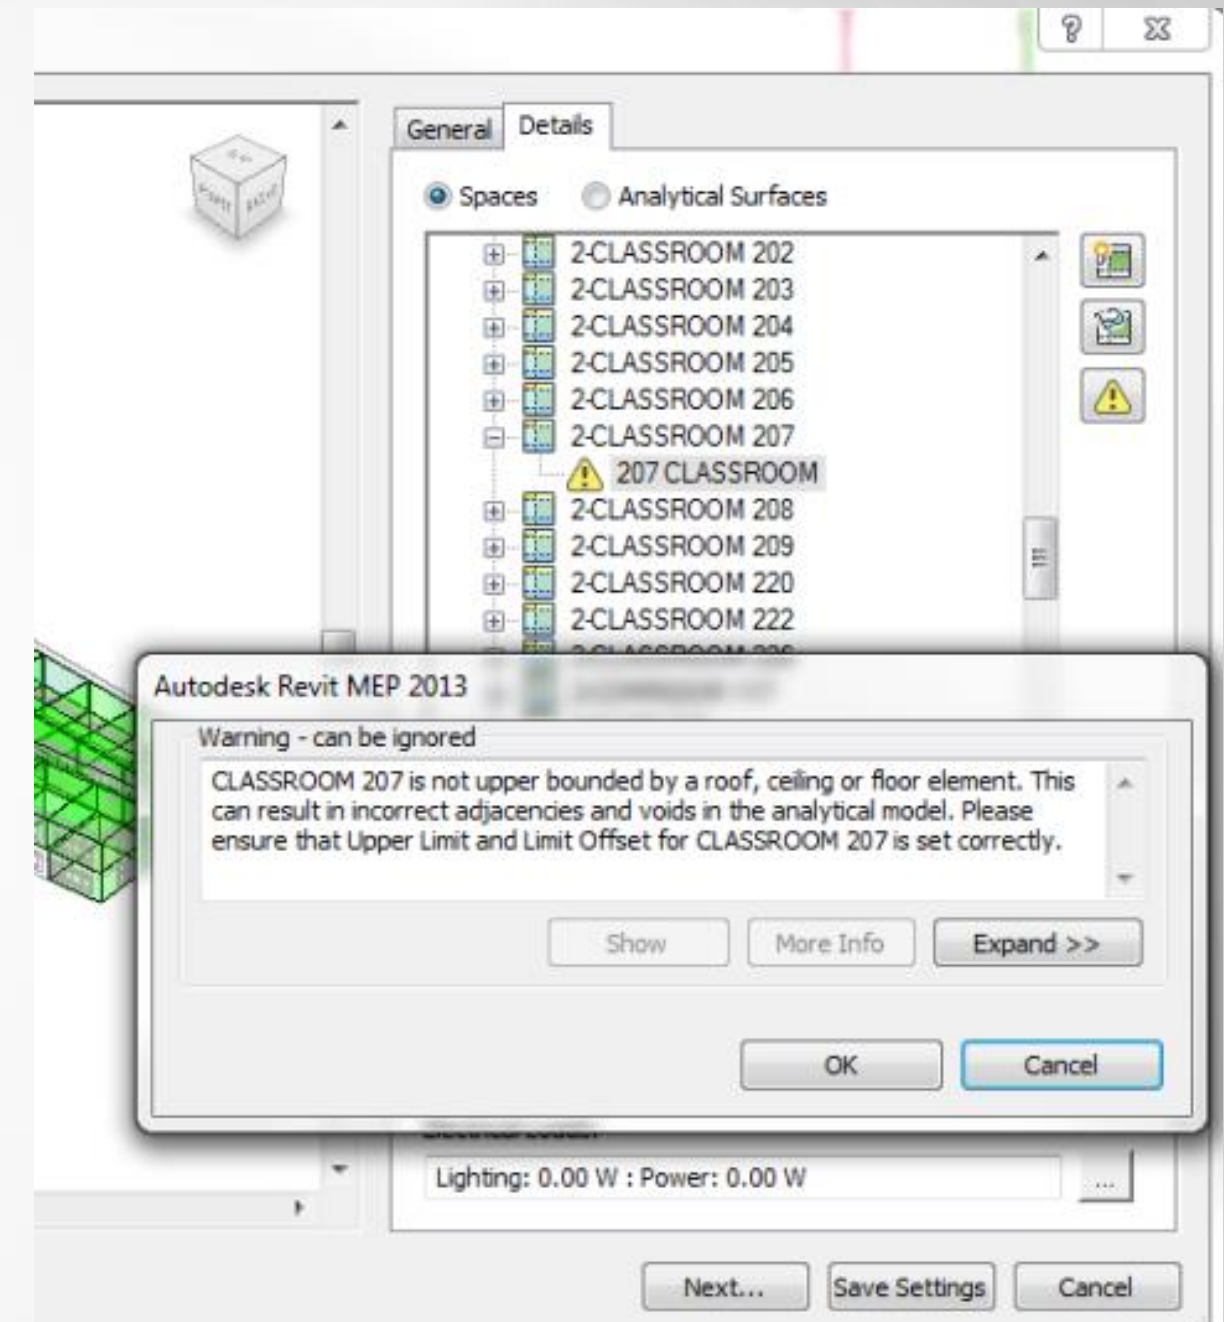 General Details
Spaces Analytical Surfaces
2-CLASSROOM 202
2-CLASSROOM 203
2-CLASSROOM 204
2-CLASSROOM 205
2-CLASSROOM 206
2-CLASSROOM 207
207 CLASSROOM
2-CLASSROOM 208
2-CLASSROOM 209
2-CLASSROOM 220
2-CLASSROOM 222
Autodesk Revit MEP 2013
Warning - can be ignored
CLASSROOM 207 is not upper bounded by a roof, ceiling or floor element. This
can result in incorrect adjacencies and voids in the analytical model. Please
ensure that Upper Limit and Limit Offset for CLASSROOM 207 is set correctly.
Show More Info Expand >>
OK Cancel
Lighting: 0.00 W : Power: 0.00 W ...
Next... Save Settings Cancel